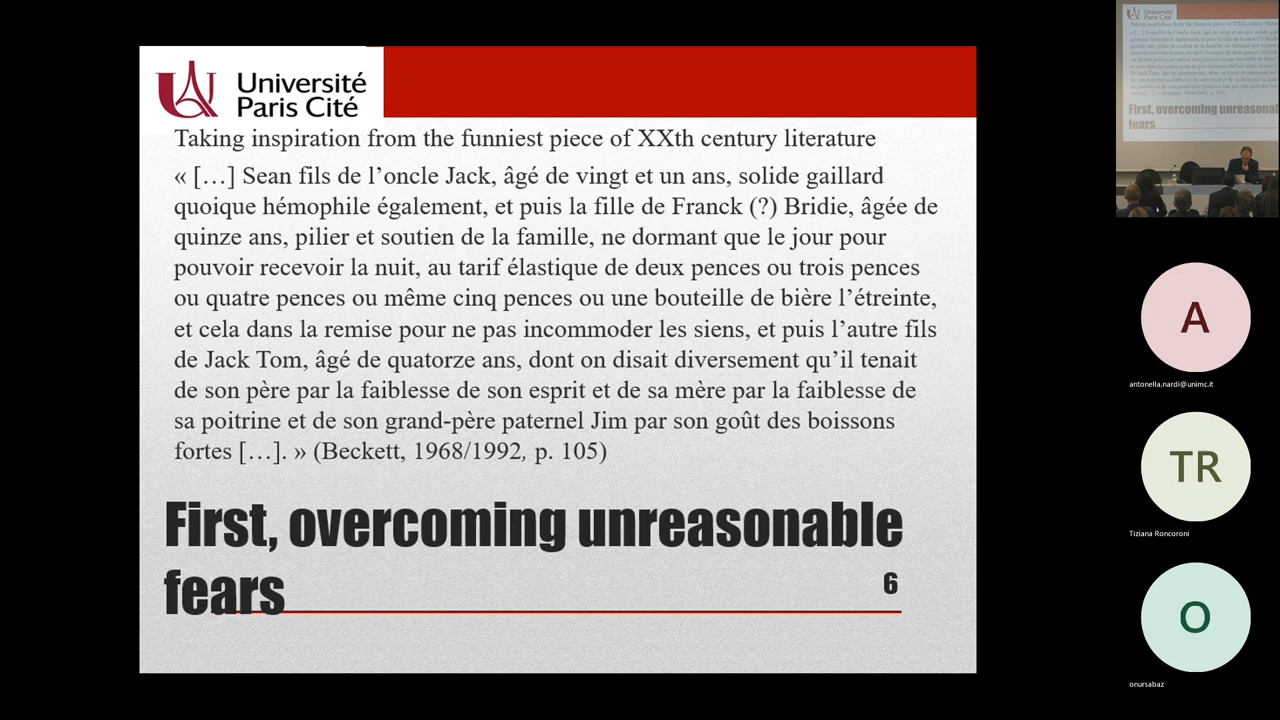 Université
Paris Cité
Taking inspiration from the funniest piece of XXth century literature
« […] Sean fils de l’oncle Jack, âgé de vingt et un ans, solide gaillard
quoique hémophile également, et puis la fille de Franck (?) Bridie, âgée de
quinze ans, pilier et soutien de la famille, ne dormant que le jour pour
pouvoir recevoir la nuit, au tarif élastique de deux pences ou trois pences
ou quatre pences ou même cinq pences ou une bouteille de bière l’étreinte,
et cela dans la remise pour ne pas incommoder les siens, et puis l’autre fils
de Jack Tom, âgé de quatorze ans, dont on disait diversement qu’il tenait
de son père par la faiblesse de son esprit et de sa mère par la faiblesse de
sa poitrine et de son grand-père paternel Jim par son goût des boissons
fortes […]. » (Beckett, 1968/1992, p. 105)
First, overcoming unreasonable
fears
6
Université
Paris Cité
First, overcoming unreasonable
fears
A
antonella.nardi@unimc.it
TR
Tiziana Roncoroni
O
onursabaz